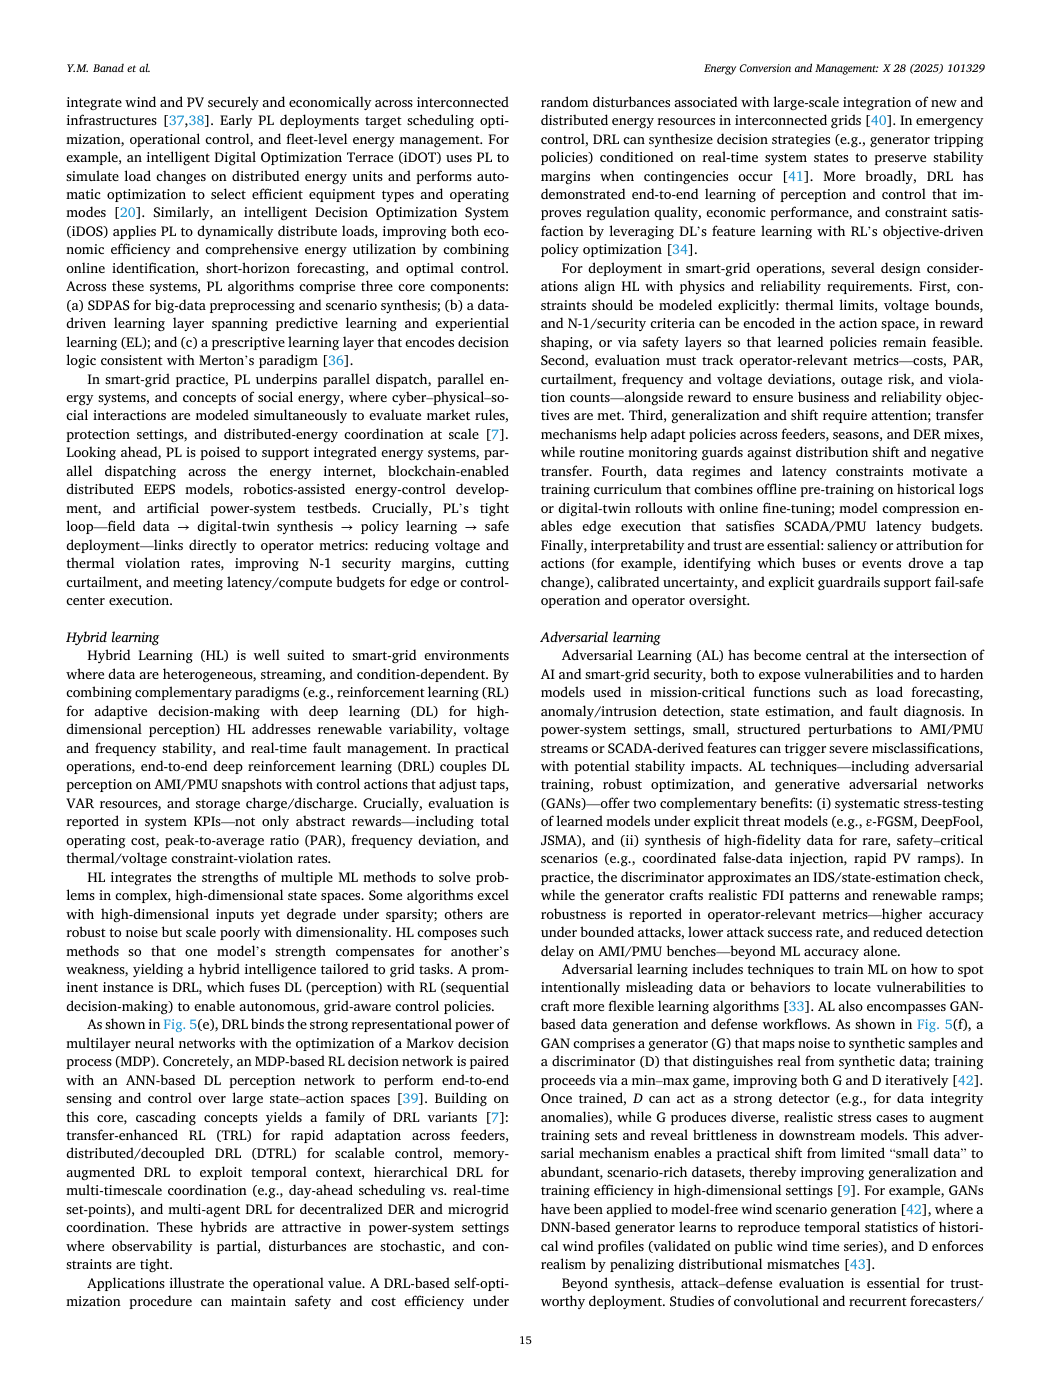 Y.M. Banad et al.
Energy Conversion and Management: X 28 (2025) 101329
integrate wind and PV securely and economically across interconnected
infrastructures [37,38]. Early PL deployments target scheduling opti-
mization, operational control, and fleet-level energy management. For
example, an intelligent Digital Optimization Terrace (iDOT) uses PL to
simulate load changes on distributed energy units and performs auto-
matic optimization to select efficient equipment types and operating
modes [20]. Similarly, an intelligent Decision Optimization System
(iDOS) applies PL to dynamically distribute loads, improving both eco-
nomic efficiency and comprehensive energy utilization by combining
online identification, short-horizon forecasting, and optimal control.
Across these systems, PL algorithms comprise three core components:
(a) SDPAS for big-data preprocessing and scenario synthesis; (b) a data-
driven learning layer spanning predictive learning and experiential
learning (EL); and (c) a prescriptive learning layer that encodes decision
logic consistent with Merton's paradigm [36].
In smart-grid practice, PL underpins parallel dispatch, parallel en-
ergy systems, and concepts of social energy, where cyber–physical–so-
cial interactions are modeled simultaneously to evaluate market rules,
protection settings, and distributed-energy coordination at scale [7].
Looking ahead, PL is poised to support integrated energy systems, par-
allel dispatching across the energy internet, blockchain-enabled
distributed EEPS models, robotics-assisted energy-control develop-
ment, and artificial power-system testbeds. Crucially, PL's tight
loop—field data → digital-twin synthesis → policy learning → safe
deployment—links directly to operator metrics: reducing voltage and
thermal violation rates, improving N-1 security margins, cutting
curtailment, and meeting latency/compute budgets for edge or control-
center execution.
Hybrid learning
Hybrid Learning (HL) is well suited to smart-grid environments
where data are heterogeneous, streaming, and condition-dependent. By
combining complementary paradigms (e.g., reinforcement learning (RL)
for adaptive decision-making with deep learning (DL) for high-
dimensional perception) HL addresses renewable variability, voltage
and frequency stability, and real-time fault management. In practical
operations, end-to-end deep reinforcement learning (DRL) couples DL
perception on AMI/PMU snapshots with control actions that adjust taps,
VAR resources, and storage charge/discharge. Crucially, evaluation is
reported in system KPIs—not only abstract rewards—including total
operating cost, peak-to-average ratio (PAR), frequency deviation, and
thermal/voltage constraint-violation rates.
HL integrates the strengths of multiple ML methods to solve prob-
lems in complex, high-dimensional state spaces. Some algorithms excel
with high-dimensional inputs yet degrade under sparsity; others are
robust to noise but scale poorly with dimensionality. HL composes such
methods so that one model's strength compensates for another's
weakness, yielding a hybrid intelligence tailored to grid tasks. A prom-
inent instance is DRL, which fuses DL (perception) with RL (sequential
decision-making) to enable autonomous, grid-aware control policies.
As shown in Fig. 5(e), DRL binds the strong representational power of
multilayer neural networks with the optimization of a Markov decision
process (MDP). Concretely, an MDP-based RL decision network is paired
with an ANN-based DL perception network to perform end-to-end
sensing and control over large state–action spaces [39]. Building on
this core, cascading concepts yields a family of DRL variants [7]:
transfer-enhanced RL (TRL) for rapid adaptation across feeders,
distributed/decoupled DRL (DTRL) for scalable control, memory-
augmented DRL to exploit temporal context, hierarchical DRL for
multi-timescale coordination (e.g., day-ahead scheduling vs. real-time
set-points), and multi-agent DRL for decentralized DER and microgrid
coordination. These hybrids are attractive in power-system settings
where observability is partial, disturbances are stochastic, and con-
straints are tight.
Applications illustrate the operational value. A DRL-based self-opti-
mization procedure can maintain safety and cost efficiency under
random disturbances associated with large-scale integration of new and
distributed energy resources in interconnected grids [40]. In emergency
control, DRL can synthesize decision strategies (e.g., generator tripping
policies) conditioned on real-time system states to preserve stability
margins when contingencies occur [41]. More broadly, DRL has
demonstrated end-to-end learning of perception and control that im-
proves regulation quality, economic performance, and constraint satis-
faction by leveraging DL's feature learning with RL's objective-driven
policy optimization [34].
For deployment in smart-grid operations, several design consider-
ations align HL with physics and reliability requirements. First, con-
straints should be modeled explicitly: thermal limits, voltage bounds,
and N-1/security criteria can be encoded in the action space, in reward
shaping, or via safety layers so that learned policies remain feasible.
Second, evaluation must track operator-relevant metrics—costs, PAR,
curtailment, frequency and voltage deviations, outage risk, and viola-
tion counts—alongside reward to ensure business and reliability objec-
tives are met. Third, generalization and shift require attention; transfer
mechanisms help adapt policies across feeders, seasons, and DER mixes,
while routine monitoring guards against distribution shift and negative
transfer. Fourth, data regimes and latency constraints motivate a
training curriculum that combines offline pre-training on historical logs
or digital-twin rollouts with online fine-tuning; model compression en-
ables edge execution that satisfies SCADA/PMU latency budgets.
Finally, interpretability and trust are essential: saliency or attribution for
actions (for example, identifying which buses or events drove a tap
change), calibrated uncertainty, and explicit guardrails support fail-safe
operation and operator oversight.
Adversarial learning
Adversarial Learning (AL) has become central at the intersection of
AI and smart-grid security, both to expose vulnerabilities and to harden
models used in mission-critical functions such as load forecasting,
anomaly/intrusion detection, state estimation, and fault diagnosis. In
power-system settings, small, structured perturbations to AMI/PMU
streams or SCADA-derived features can trigger severe misclassifications,
with potential stability impacts. AL techniques—including adversarial
training, robust optimization, and generative adversarial networks
(GANs)—offer two complementary benefits: (i) systematic stress-testing
of learned models under explicit threat models (e.g., ε-FGSM, DeepFool,
JSMA), and (ii) synthesis of high-fidelity data for rare, safety–critical
scenarios (e.g., coordinated false-data injection, rapid PV ramps). In
practice, the discriminator approximates an IDS/state-estimation check,
while the generator crafts realistic FDI patterns and renewable ramps;
robustness is reported in operator-relevant metrics—higher accuracy
under bounded attacks, lower attack success rate, and reduced detection
delay on AMI/PMU benches—beyond ML accuracy alone.
Adversarial learning includes techniques to train ML on how to spot
intentionally misleading data or behaviors to locate vulnerabilities to
craft more flexible learning algorithms [33]. AL also encompasses GAN-
based data generation and defense workflows. As shown in Fig. 5(f), a
GAN comprises a generator (G) that maps noise to synthetic samples and
a discriminator (D) that distinguishes real from synthetic data; training
proceeds via a min–max game, improving both G and D iteratively [42].
Once trained, D can act as a strong detector (e.g., for data integrity
anomalies), while G produces diverse, realistic stress cases to augment
training sets and reveal brittleness in downstream models. This adver-
sarial mechanism enables a practical shift from limited “small data” to
abundant, scenario-rich datasets, thereby improving generalization and
training efficiency in high-dimensional settings [9]. For example, GANs
have been applied to model-free wind scenario generation [42], where a
DNN-based generator learns to reproduce temporal statistics of histori-
cal wind profiles (validated on public wind time series), and D enforces
realism by penalizing distributional mismatches [43].
Beyond synthesis, attack–defense evaluation is essential for trust-
worthy deployment. Studies of convolutional and recurrent forecasters/
15